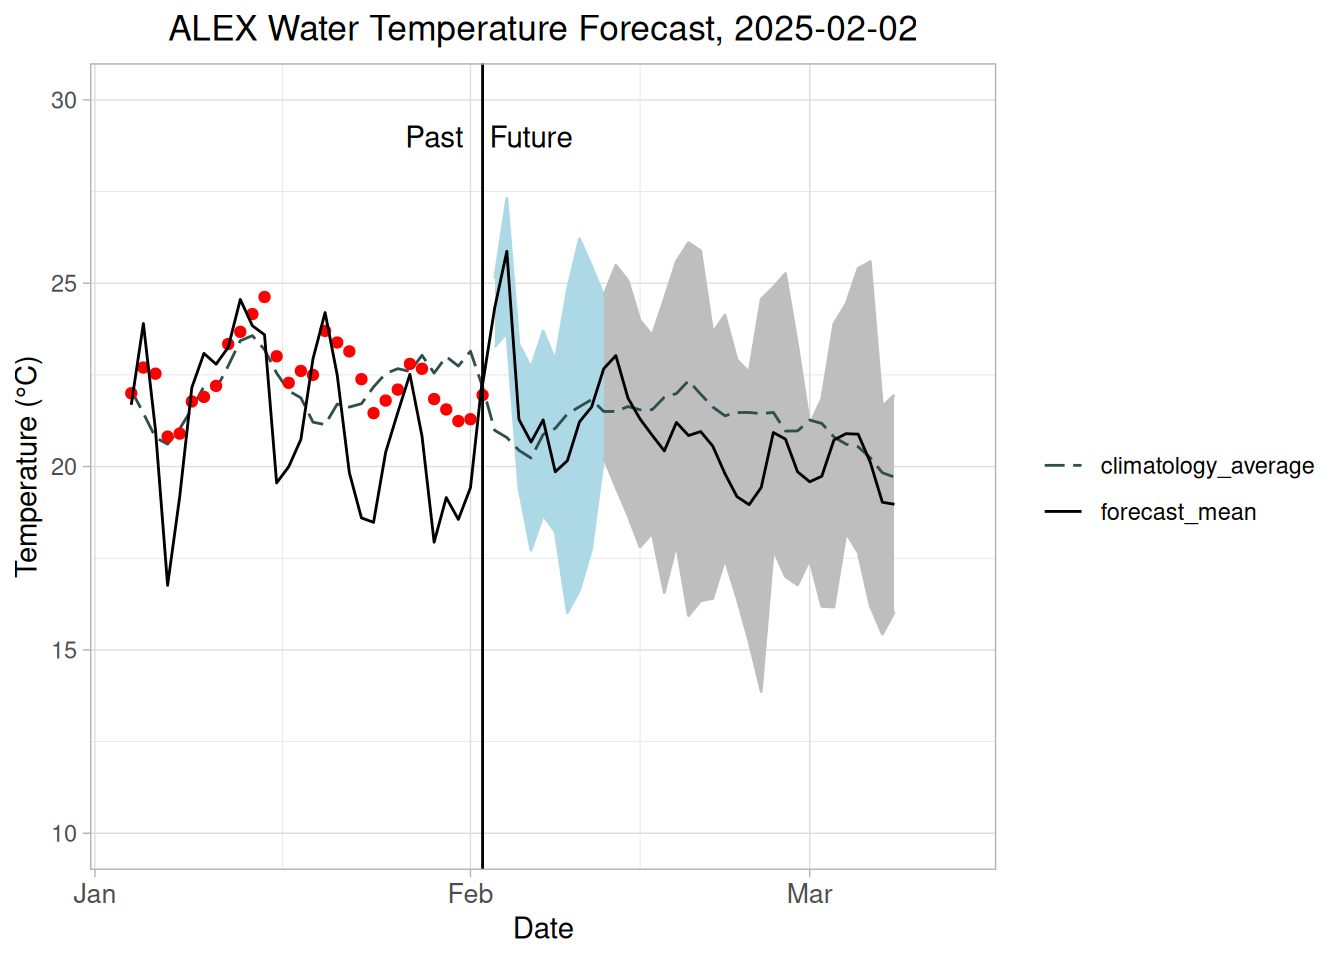 ALEX Water Temperature Forecast, 2025-02-02
30
Past
Future
25
20
15
10
Temperature (°C)
climatology_average
forecast_mean
Jan
Feb
Mar
Date